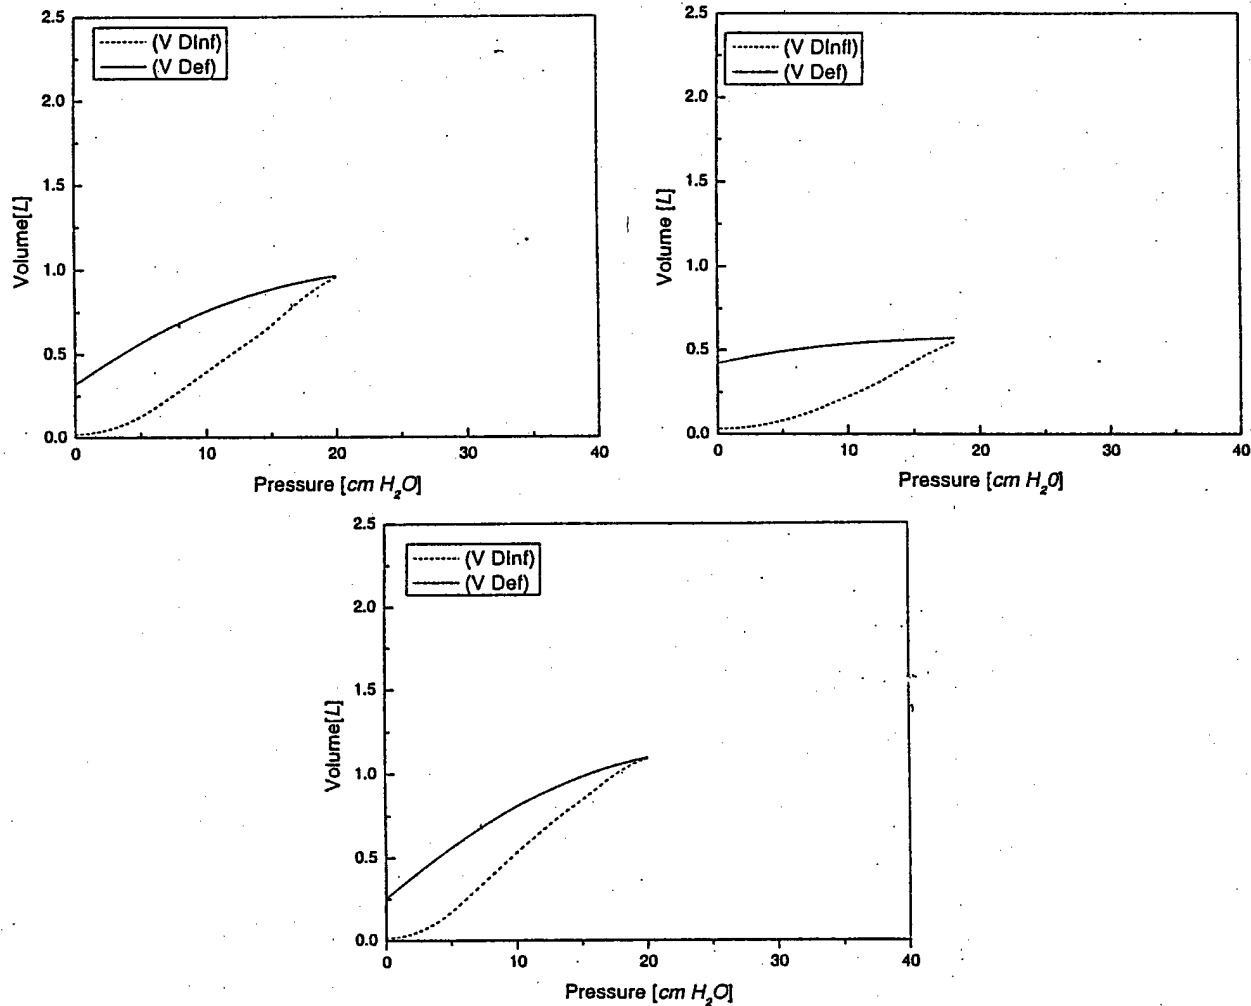 2.5
2.0
1.5
1.0
0.5
0.0
Volume[L]
(V DInf)
(V Def)
0 10 20 30 40
Pressure [cm H₂O]
2.5
2.0
1.5
1.0
0.5
0.0
Volume [L]
(V DInfl)
(V Def)
0 10 20 30 40
Pressure [cm H₂0]
2.5
2.0
1.5
1.0
0.5
0.0
Volume[L]
(V DInf)
(V Def)
0 10 20 30 40
Pressure [cm H₂O]